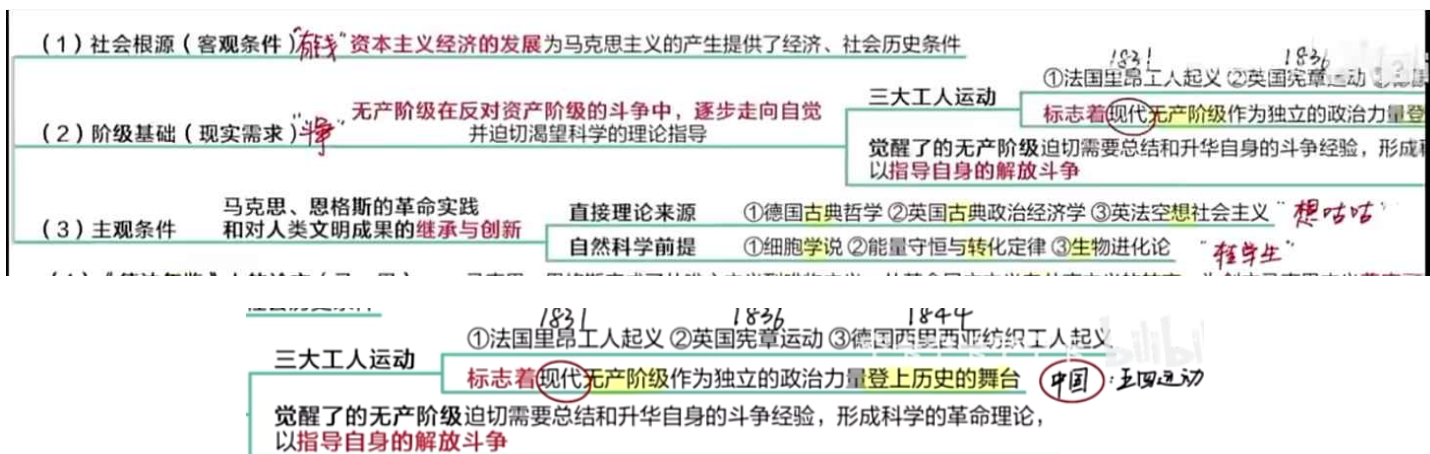 (1)社会根源(客观条件)"有钱"资本主义经济的发展为马克思主义的产生提供了经济、社会历史条件
1831 1836
①法国里昂工人起义 ②英国宪章运动
三大工人运动
标志着现代无产阶级作为独立的政治力量登
无产阶级在反对资产阶级的斗争中,逐步走向自觉
(2)阶级基础(现实需求)"斗争"
并迫切渴望科学的理论指导
觉醒了的无产阶级迫切需要总结和升华自身的斗争经验,形成
以指导自身的解放斗争
马克思、恩格斯的革命实践
(3)主观条件
和对人类文明成果的继承与创新
直接理论来源 ①德国古典哲学 ②英国古典政治经济学 ③英法空想社会主义 "想咕咕"
自然科学前提 ①细胞学说 ②能量守恒与转化定律 ③生物进化论 "转学生"
1831 1836 1844
①法国里昂工人起义 ②英国宪章运动 ③德国西里西亚纺织工人起义
bilibili
三大工人运动
标志着现代无产阶级作为独立的政治力量登上历史的舞台 中国:五四运动
觉醒了的无产阶级迫切需要总结和升华自身的斗争经验,形成科学的革命理论,
以指导自身的解放斗争